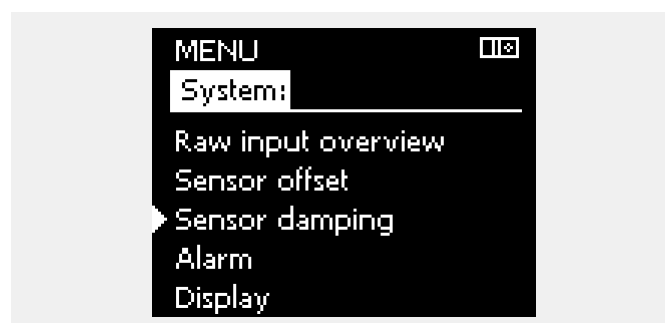 MENU
System:
Raw input overview
Sensor offset
Sensor damping
Alarm
Display